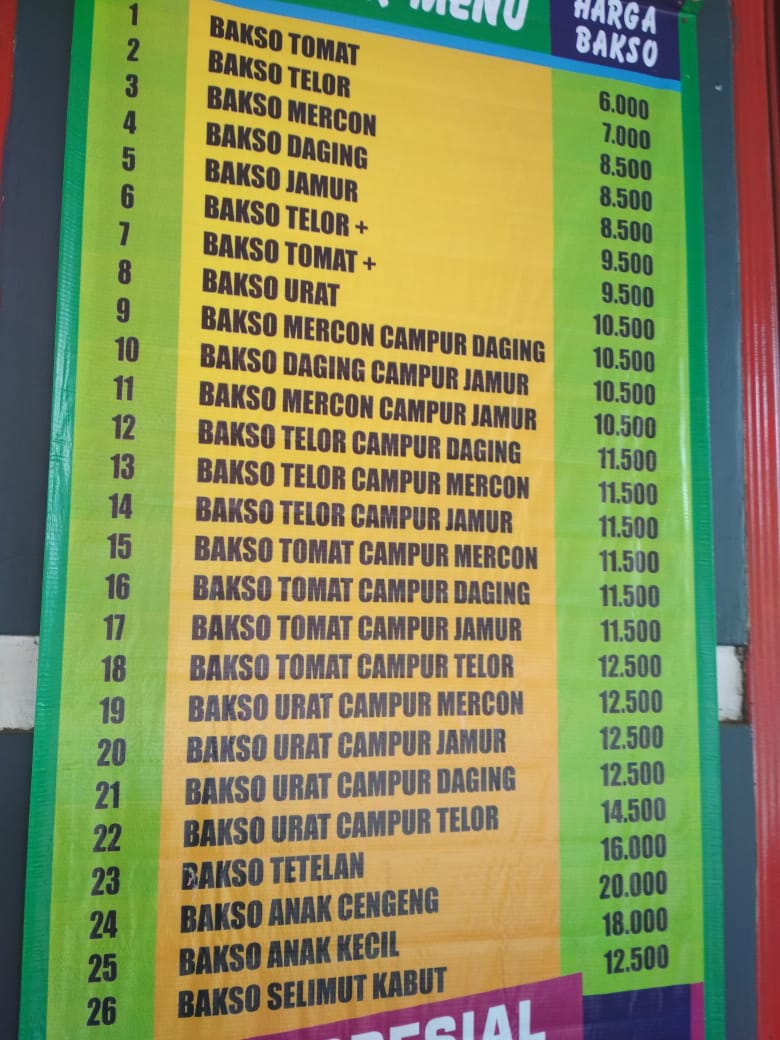 MENU HARGA
BAKSO
1 BAKSO TOMAT 6.000
2 BAKSO TELOR 7.000
3 BAKSO MERCON 8.500
4 BAKSO DAGING 8.500
5 BAKSO JAMUR 8.500
6 BAKSO TELOR + 9.500
7 BAKSO TOMAT + 9.500
8 BAKSO URAT 10.500
9 BAKSO MERCON CAMPUR DAGING 10.500
10 BAKSO DAGING CAMPUR JAMUR 10.500
11 BAKSO MERCON CAMPUR JAMUR 10.500
12 BAKSO TELOR CAMPUR DAGING 11.500
13 BAKSO TELOR CAMPUR MERCON 11.500
14 BAKSO TELOR CAMPUR JAMUR 11.500
15 BAKSO TOMAT CAMPUR MERCON 11.500
16 BAKSO TOMAT CAMPUR DAGING 11.500
17 BAKSO TOMAT CAMPUR JAMUR 11.500
18 BAKSO TOMAT CAMPUR TELOR 12.500
19 BAKSO URAT CAMPUR MERCON 12.500
20 BAKSO URAT CAMPUR JAMUR 12.500
21 BAKSO URAT CAMPUR DAGING 12.500
22 BAKSO URAT CAMPUR TELOR 14.500
23 BAKSO TETELAN 16.000
24 BAKSO ANAK CENGENG 20.000
25 BAKSO ANAK KECIL 18.000
26 BAKSO SELIMUT KABUT 12.500
SPESIAL